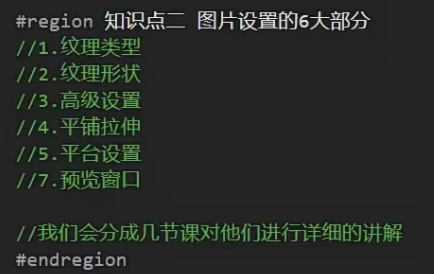 #region 知识点二 图片设置的6大部分
//1.纹理类型
//2.纹理形状
//3.高级设置
//4.平铺拉伸
//5.平台设置
//7.预览窗口
//我们会分成几节课对他们进行详细的讲解
#endregion